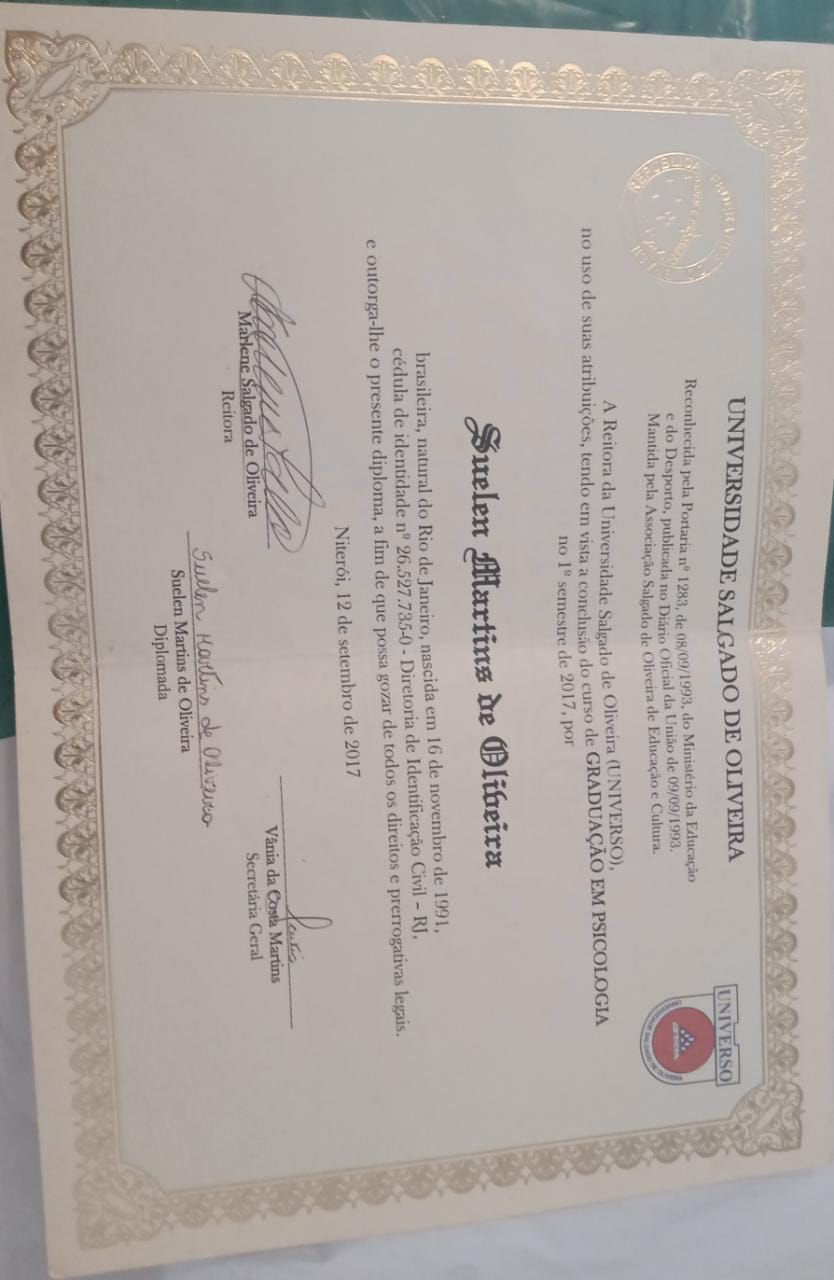 UNIVERSIDADE SALGADO DE OLIVEIRA
Reconhecida pela Portaria nº 1283, de 08/09/1993, do Ministério da Educação
e do Desporto, publicada no Diário Oficial da União de 09/09/1993.
Mantida pela Associação Salgado de Oliveira de Educação e Cultura.
UNIVERSO
UNIVERSIDADE SALGADO DE OLIVEIRA
A Reitora da Universidade Salgado de Oliveira (UNIVERSO),
no uso de suas atribuições, tendo em vista a conclusão do curso de GRADUAÇÃO EM PSICOLOGIA
no 1º semestre de 2017, por
Suelen Martins de Oliveira
brasileira, natural do Rio de Janeiro, nascida em 16 de novembro de 1991,
cédula de identidade nº 26.527.735-0 - Diretoria de Identificação Civil – RJ,
e outorga-lhe o presente diploma, a fim de que possa gozar de todos os direitos e prerrogativas legais.
Niterói, 12 de setembro de 2017
Marlene Salgado de Oliveira
Reitora
Suelen Martins de Oliveira
Suelen Martins de Oliveira
Diplomada
Vânia da Costa Martins
Secretária Geral